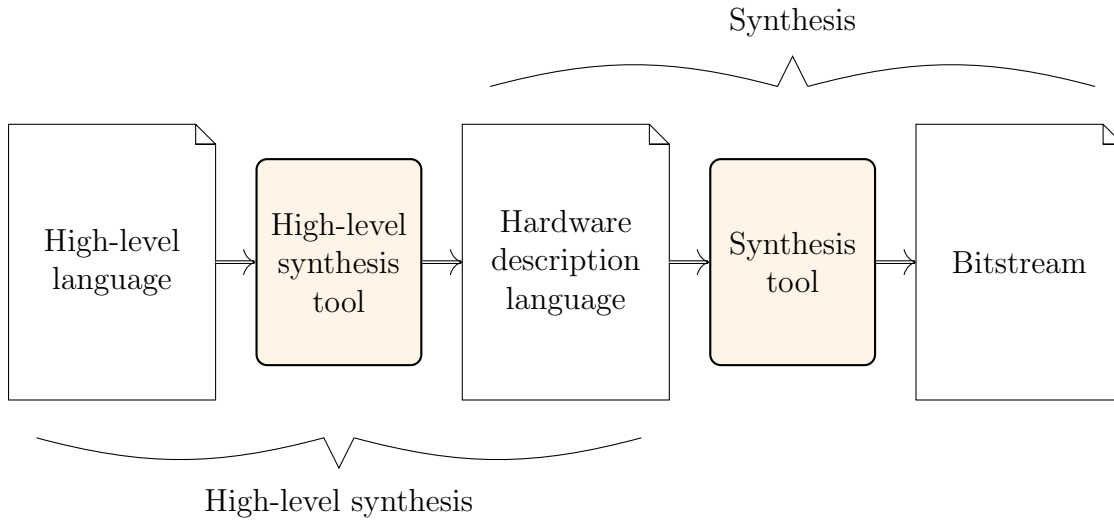 Synthesis
High-level
language
High-level
synthesis
tool
Hardware
description
language
Synthesis
tool
Bitstream
High-level synthesis